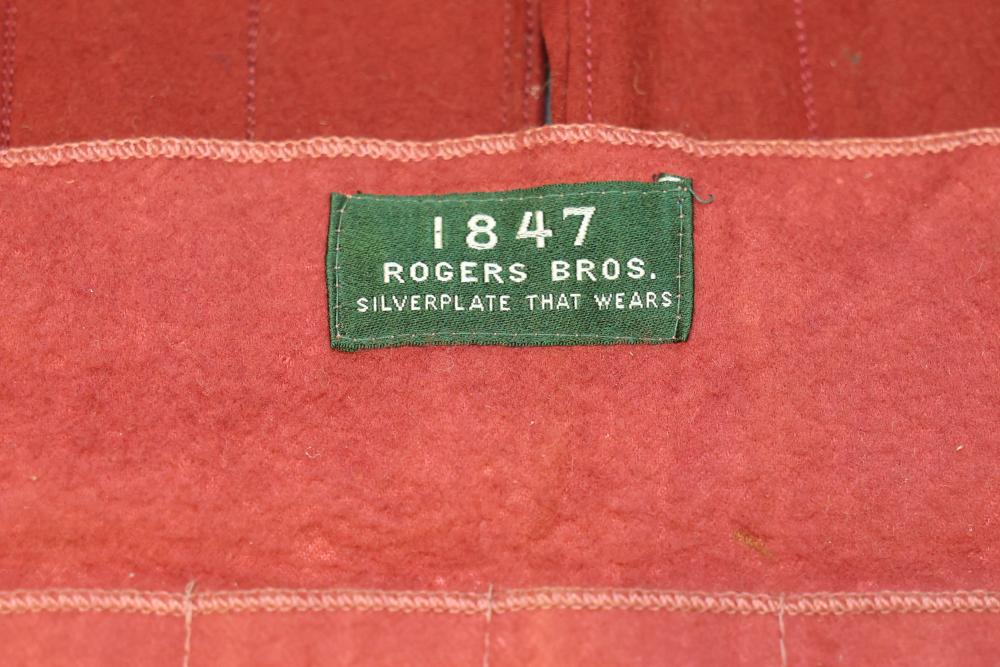 1847
ROGERS BROS.
SILVERPLATE THAT WEARS